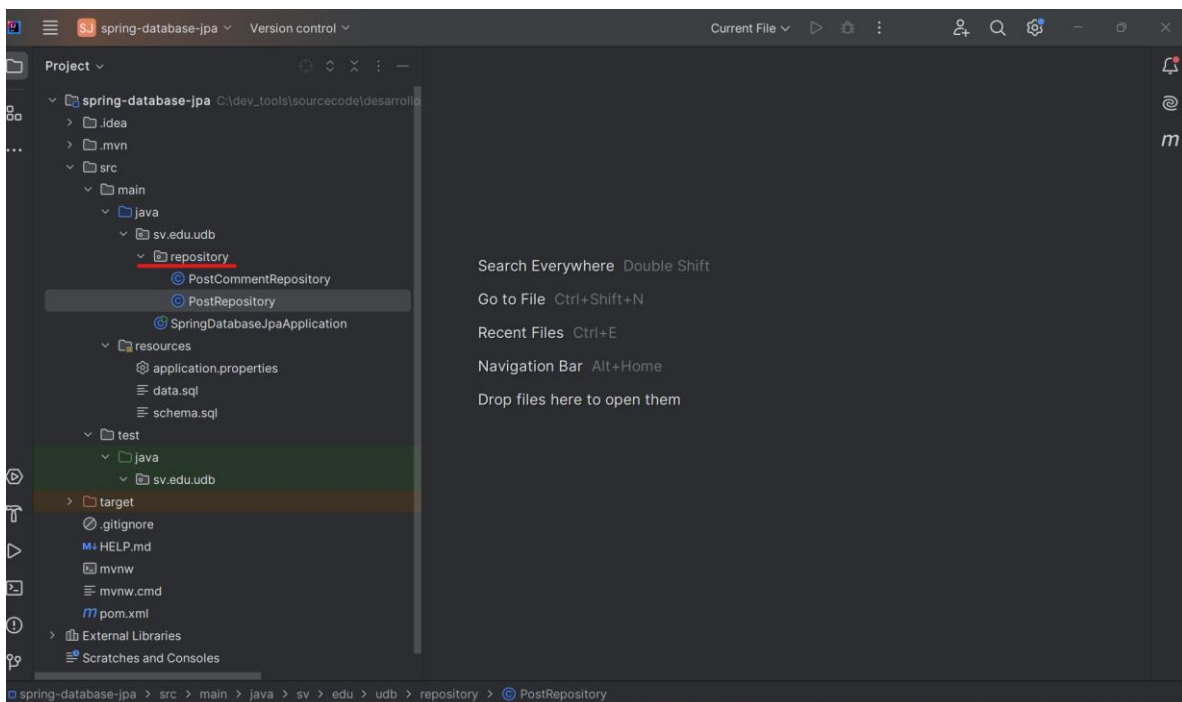 SJ spring-database-jpa Version control Current File
Project
spring-database-jpa C:\dev_tools\sourcecode\desarrollo
.idea
.mvn
src
main
java
sv.edu.udb
repository
PostCommentRepository
PostRepository
SpringDatabaseJpaApplication
resources
application.properties
data.sql
schema.sql
test
java
sv.edu.udb
target
.gitignore
M↓ HELP.md
mvnw
mvnw.cmd
m pom.xml
External Libraries
Scratches and Consoles
Search Everywhere Double Shift
Go to File Ctrl+Shift+N
Recent Files Ctrl+E
Navigation Bar Alt+Home
Drop files here to open them
m
spring-database-jpa > src > main > java > sv > edu > udb > repository > PostRepository